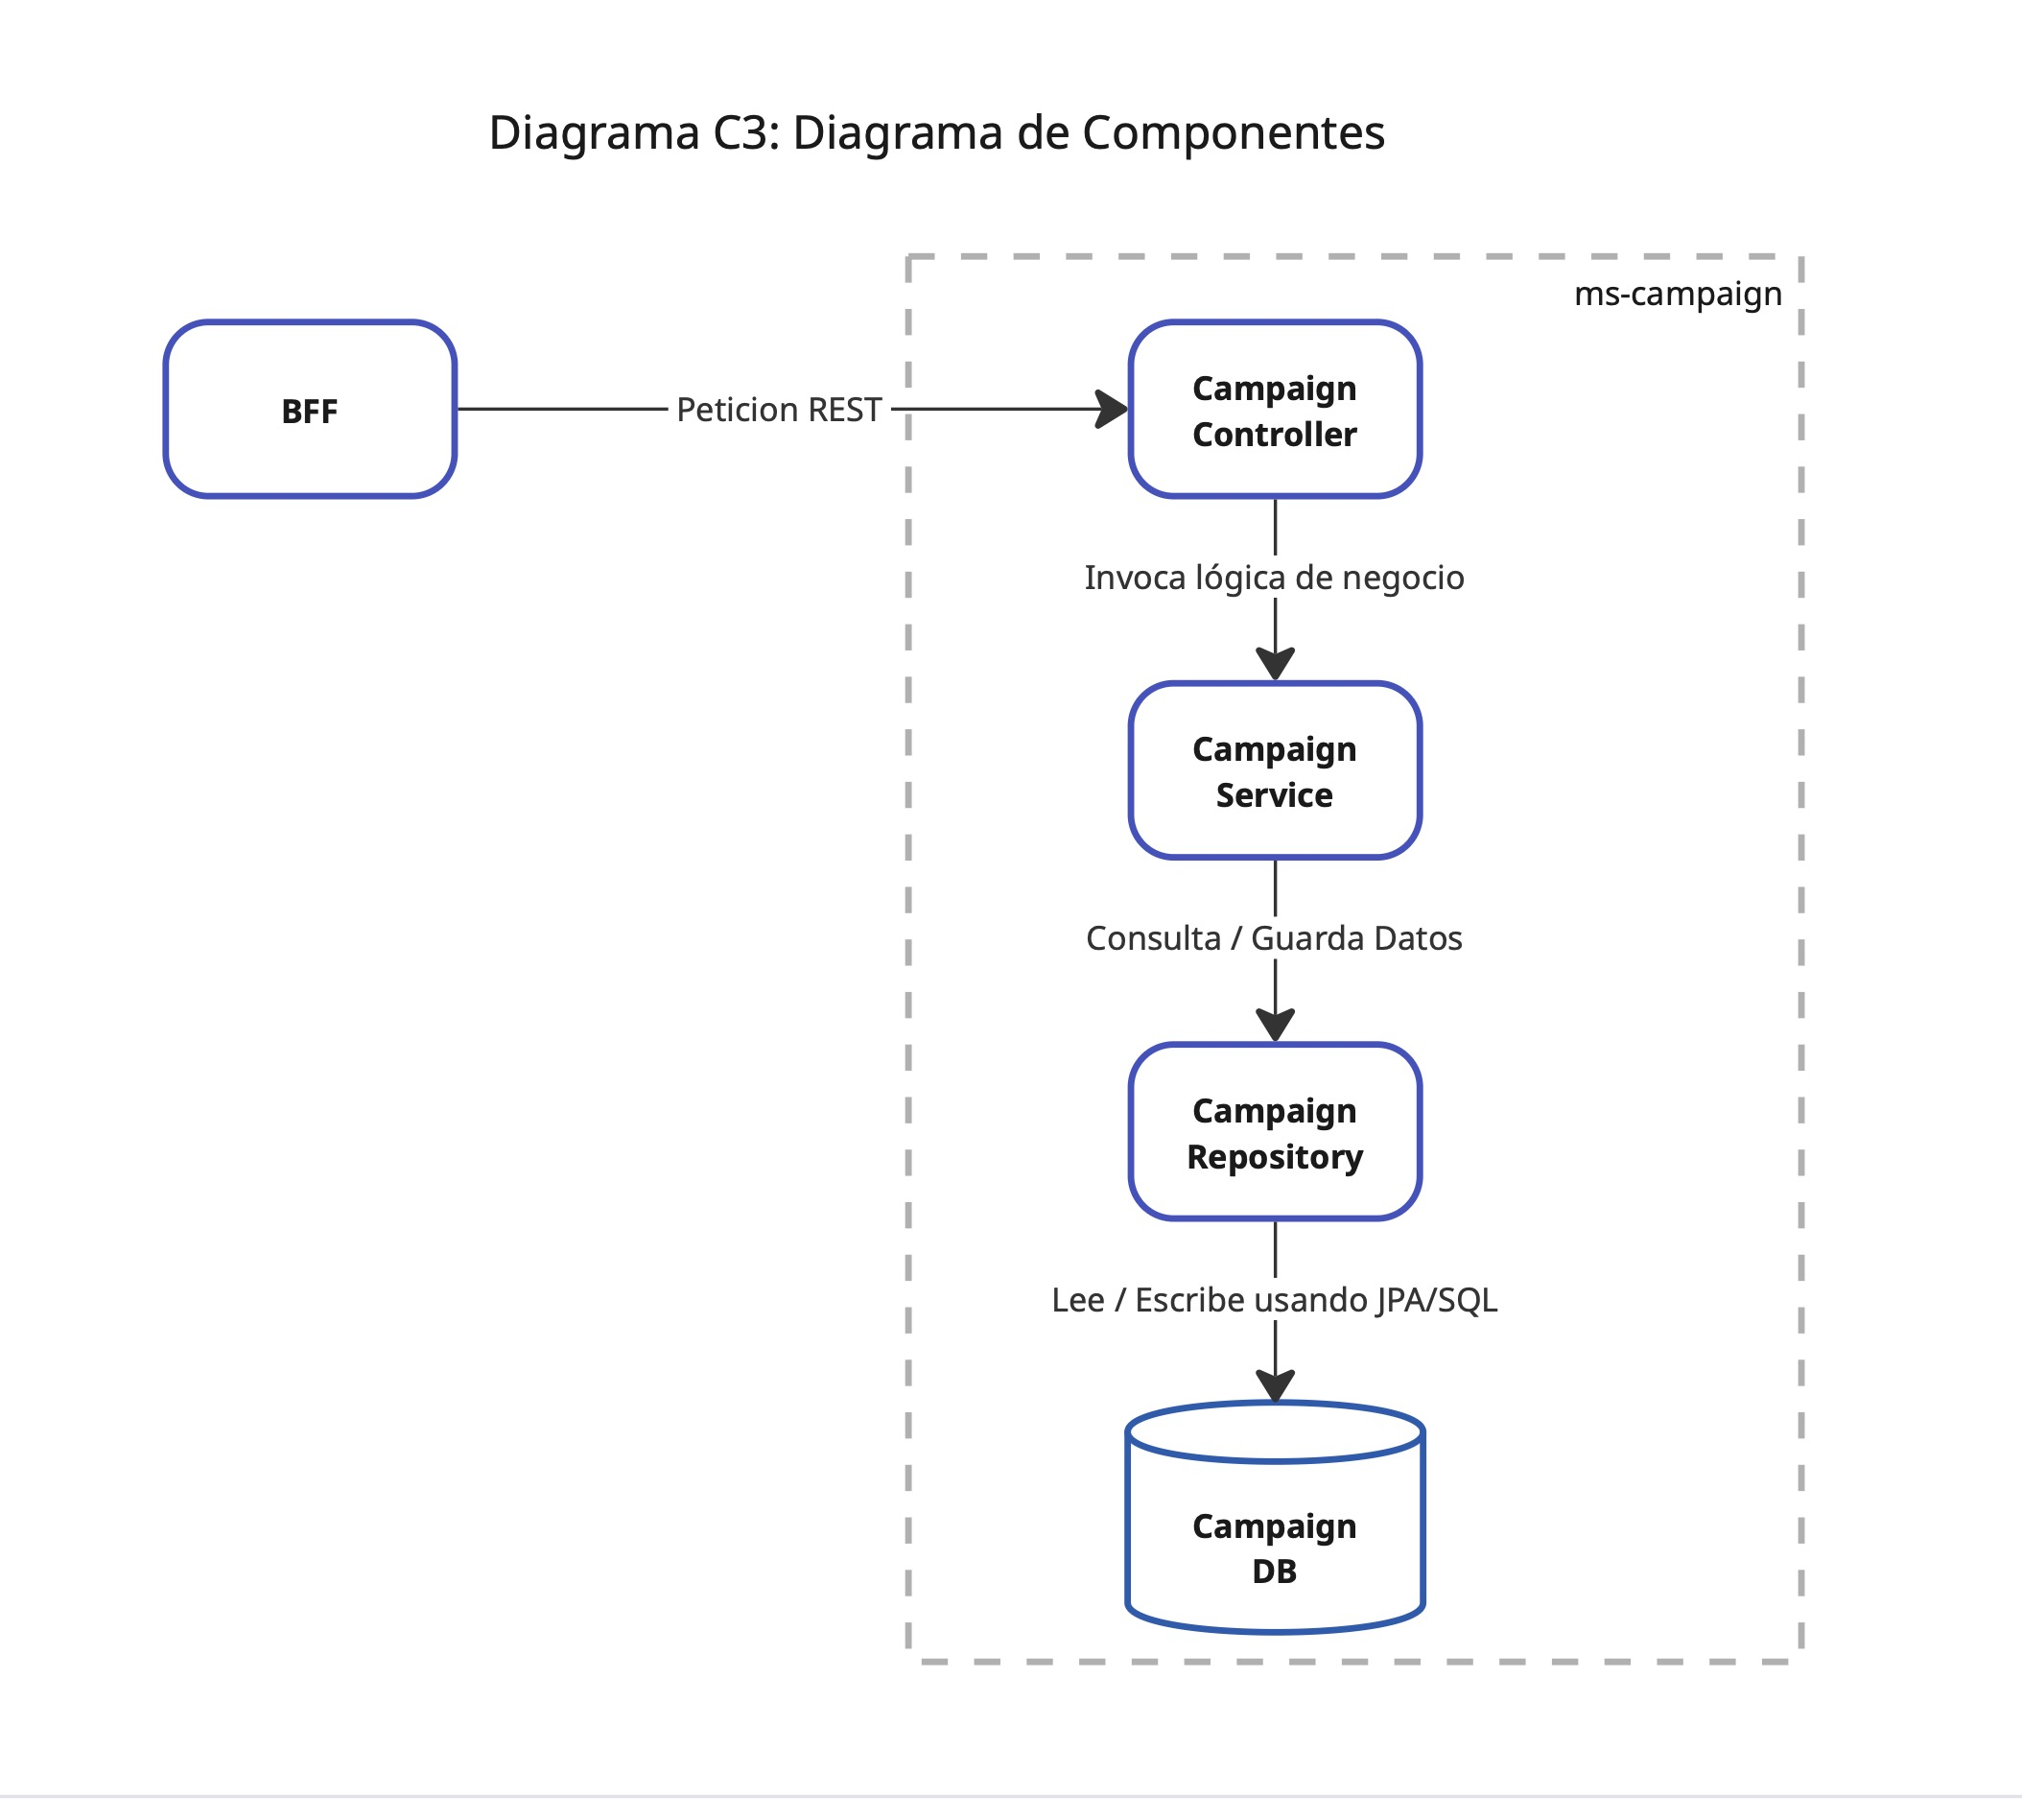 Diagrama C3: Diagrama de Componentes
ms-campaign
BFF
Peticion REST
Campaign
Controller
Invoca lógica de negocio
Campaign
Service
Consulta / Guarda Datos
Campaign
Repository
Lee / Escribe usando JPA/SQL
Campaign
DB